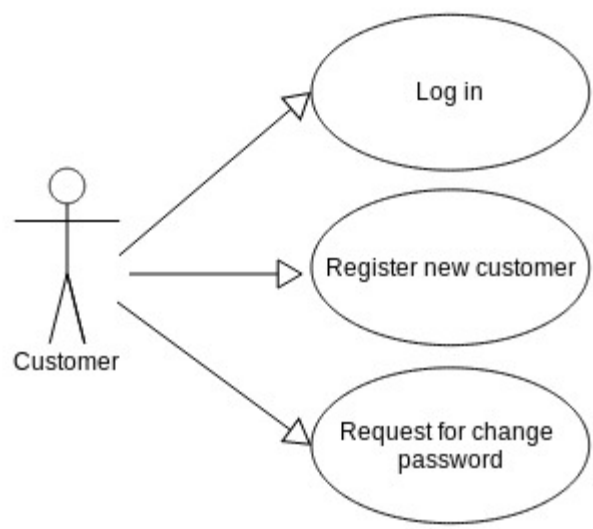 Log in
Register new customer
Customer
Request for change
password